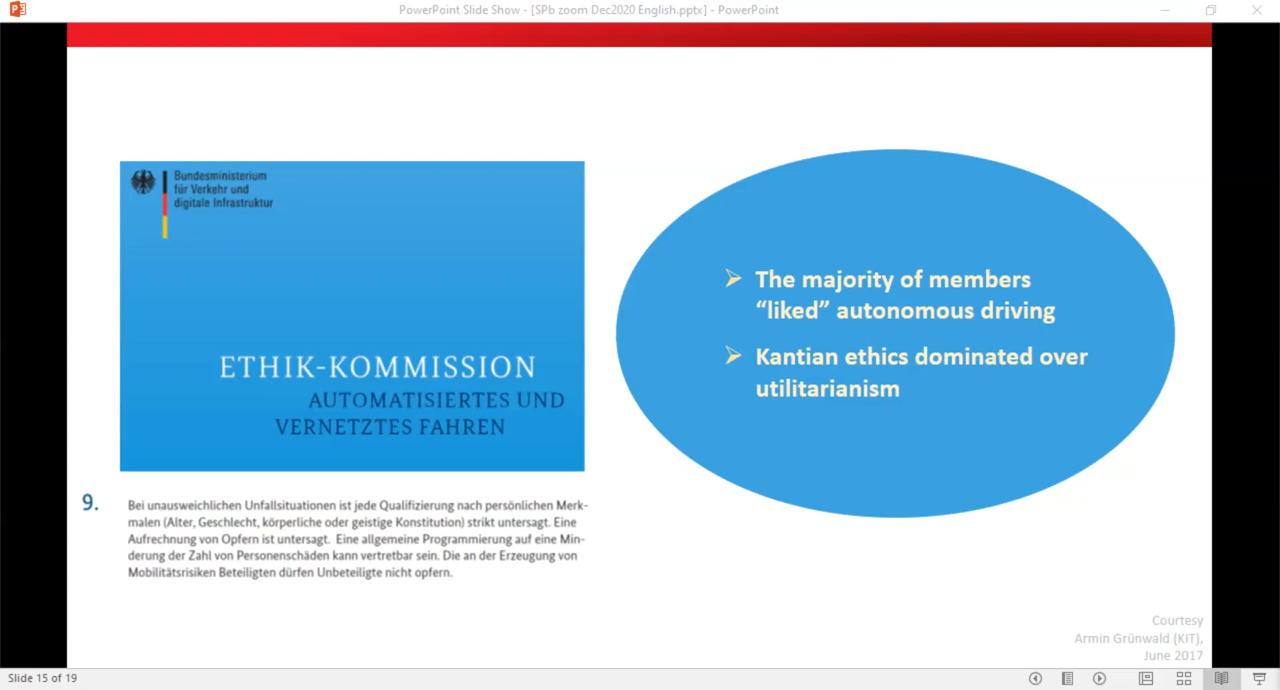 PowerPoint Slide Show - [SPb zoom Dec2020 English.pptx] - PowerPoint
Bundesministerium
für Verkehr und
digitale Infrastruktur
ETHIK-KOMMISSION
AUTOMATISIERTES UND
VERNETZTES FAHREN
9. Bei unausweichlichen Unfallsituationen ist jede Qualifizierung nach persönlichen Merk-
malen (Alter, Geschlecht, körperliche oder geistige Konstitution) strikt untersagt. Eine
Aufrechnung von Opfern ist untersagt. Eine allgemeine Programmierung auf eine Min-
derung der Zahl von Personenschäden kann vertretbar sein. Die an der Erzeugung von
Mobilitätsrisiken Beteiligten dürfen Unbeteiligte nicht opfern.
The majority of members
“liked” autonomous driving
Kantian ethics dominated over
utilitarianism
Courtesy
Armin Grünwald (KIT),
June 2017
Slide 15 of 19